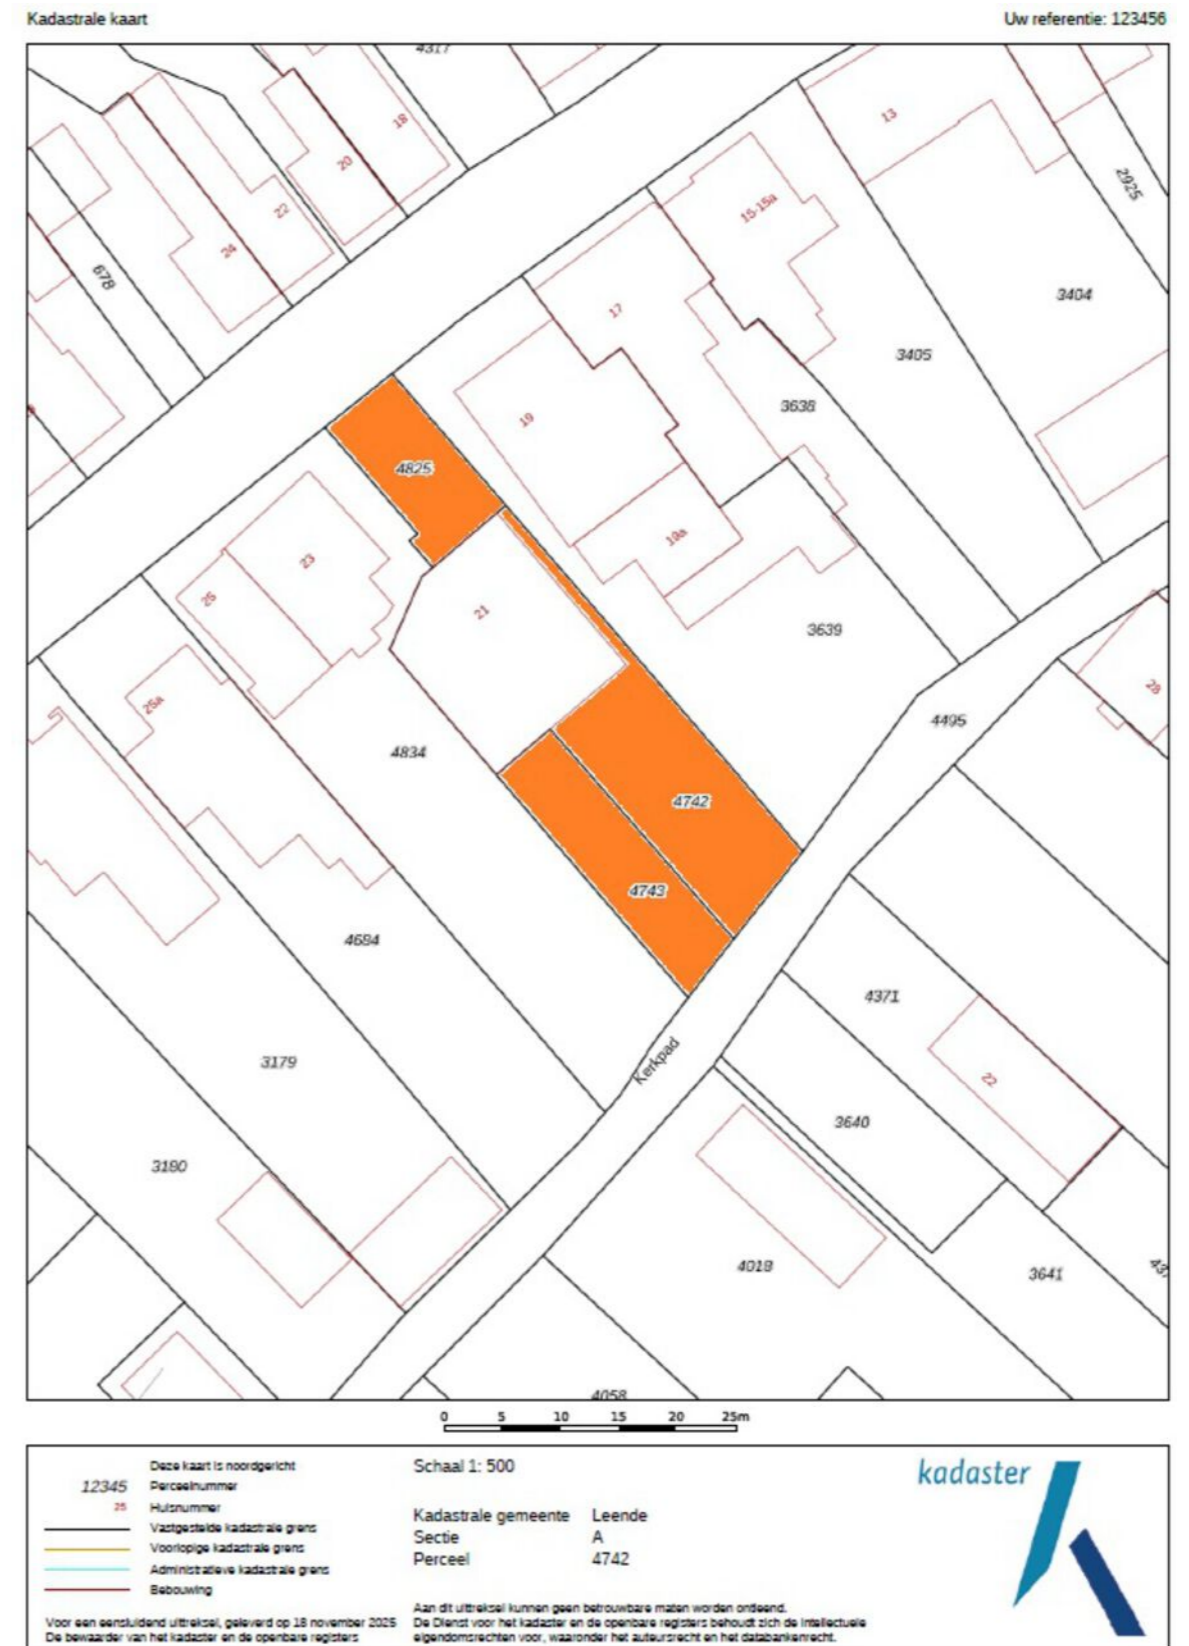 Kadastrale kaart
Uw referentie: 123456
4317
18
20
22
24
678
13
2925
15-15a
17
3404
3405
3638
19
4825
19a
23
25
21
3639
28
25a
4495
4834
4742
4743
4684
4371
3179
Kerkpad
22
3640
3180
4018
3641
4058
0 5 10 15 20 25m
Deze kaart is noordgericht
12345 Perceelnummer
25 Huisnummer
Vastgestelde kadastrale grens
Voorlopige kadastrale grens
Administratieve kadastrale grens
Bebouwing
Voor een eensluidend uittreksel, geleverd op 18 november 2025
De bewaarder van het kadaster en de openbare registers
Schaal 1: 500
Kadastrale gemeente Leende
Sectie A
Perceel 4742
Aan dit uittreksel kunnen geen betrouwbare maten worden ontleend.
De Dienst voor het kadaster en de openbare registers behoudt zich de intellectuele
eigendomsrechten voor, waaronder het auteursrecht en het databankenrecht.
kadaster